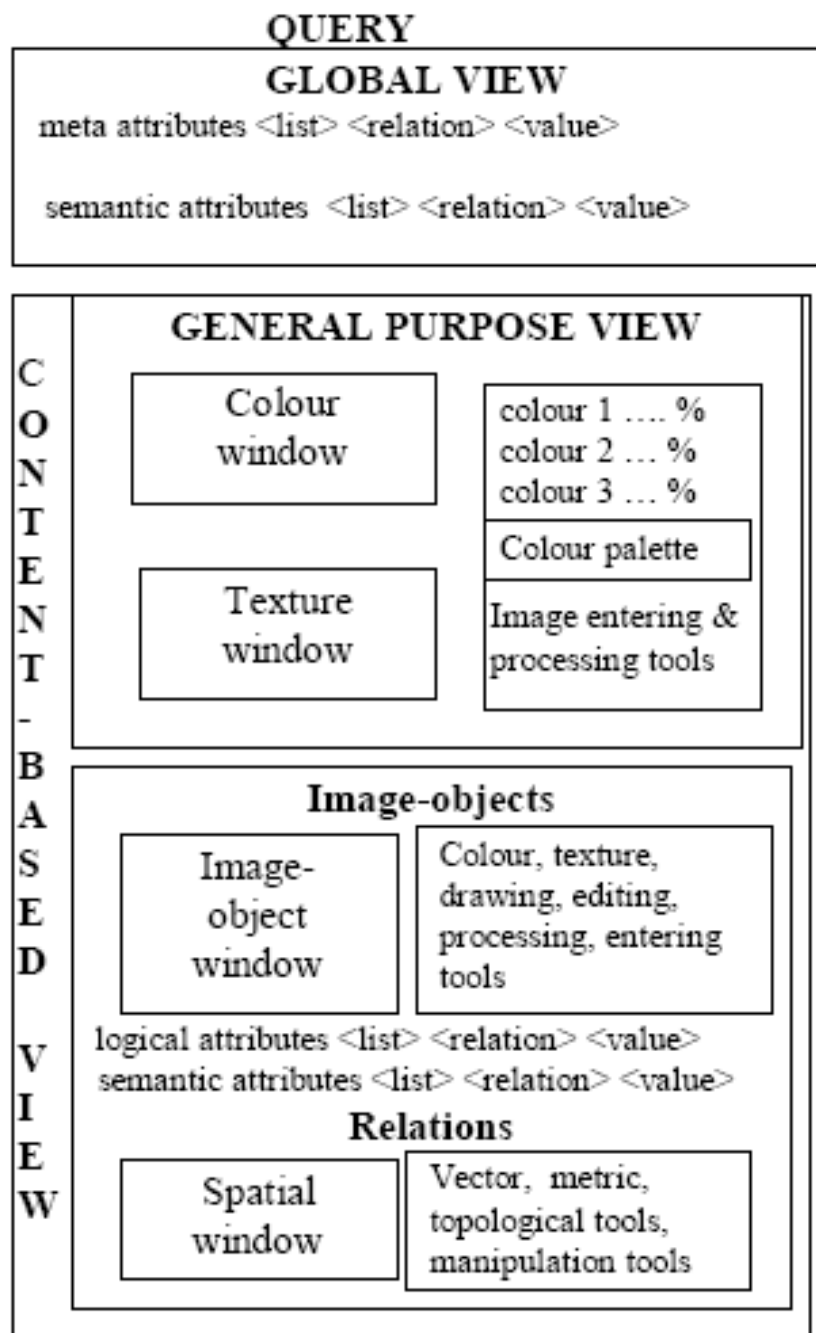 QUERY
GLOBAL VIEW
meta attributes <list> <relation> <value>
semantic attributes <list> <relation> <value>
CONTENT-BASED VIEW
GENERAL PURPOSE VIEW
Colour
window
colour 1 .... %
colour 2 ... %
colour 3 ... %
Colour palette
Texture
window
Image entering &
processing tools
Image-objects
Image-
object
window
Colour, texture,
drawing, editing,
processing, entering
tools
logical attributes <list> <relation> <value>
semantic attributes <list> <relation> <value>
Relations
Spatial
window
Vector, metric,
topological tools,
manipulation tools